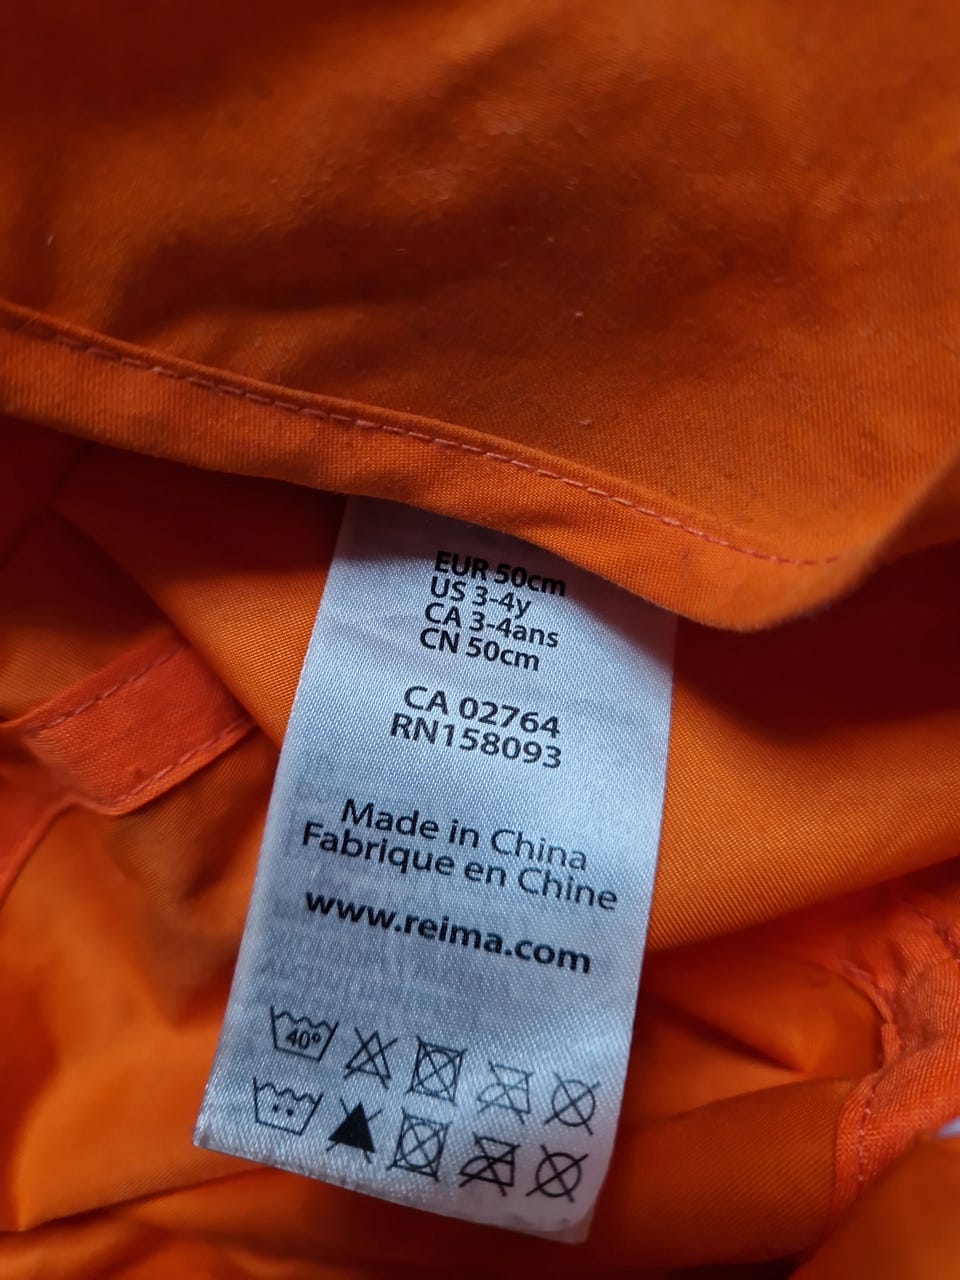 EUR 50cm
US 3-4y
CA 3-4ans
CN 50cm
CA 02764
RN158093
Made in China
Fabrique en Chine
www.reima.com
40°